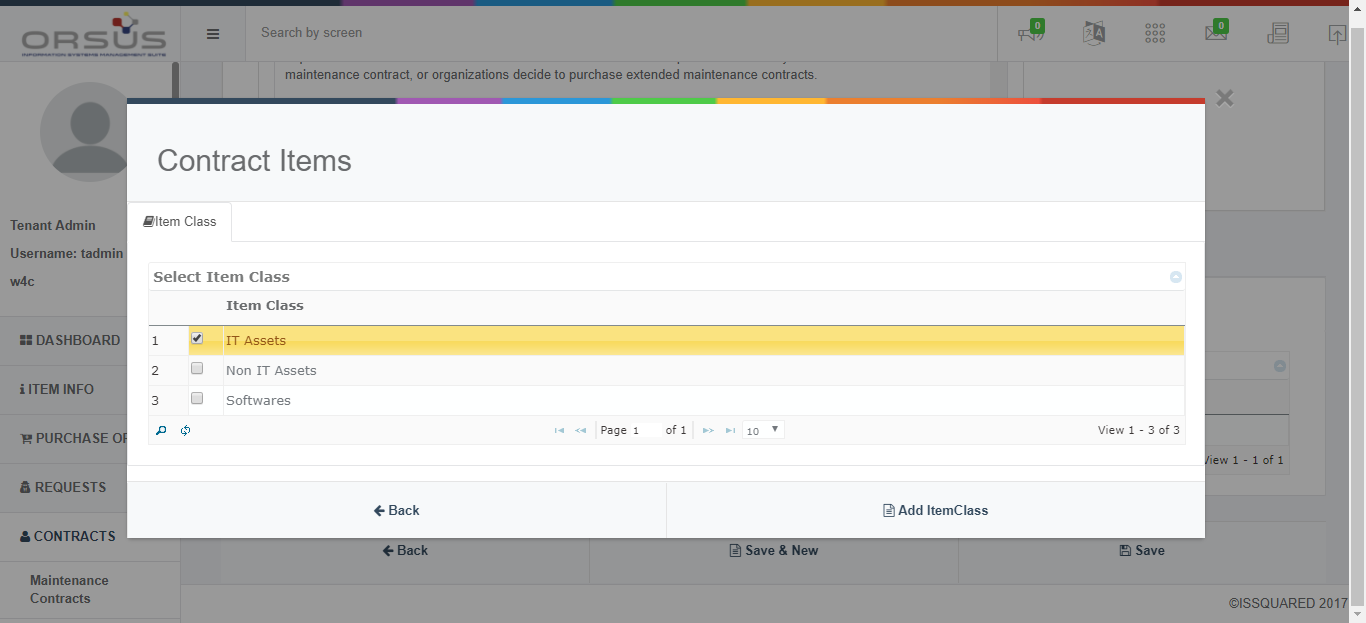 ORSUS
INFORMATION SYSTEMS MANAGEMENT SUITE
Search by screen
0
0
maintenance contract, or organizations decide to purchase extended maintenance contracts.
Tenant Admin
Username: tadmin
w4c
DASHBOARD
ITEM INFO
PURCHASE OR
REQUESTS
CONTRACTS
Maintenance
Contracts
Contract Items
Item Class
Select Item Class
Item Class
1 IT Assets
2 Non IT Assets
3 Softwares
Page 1 of 1 10 View 1 - 3 of 3
View 1 - 1 of 1
Back Add ItemClass
Back Save & New Save
©ISSQUARED 2017